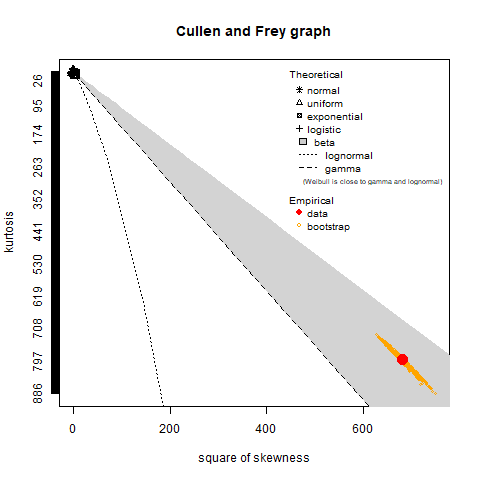 Cullen and Frey graph
Theoretical
normal
uniform
exponential
logistic
beta
lognormal
gamma
(Weibull is close to gamma and lognormal)
Empirical
data
bootstrap
kurtosis
26
95
174
263
352
441
530
619
708
797
886
0
200
400
600
square of skewness